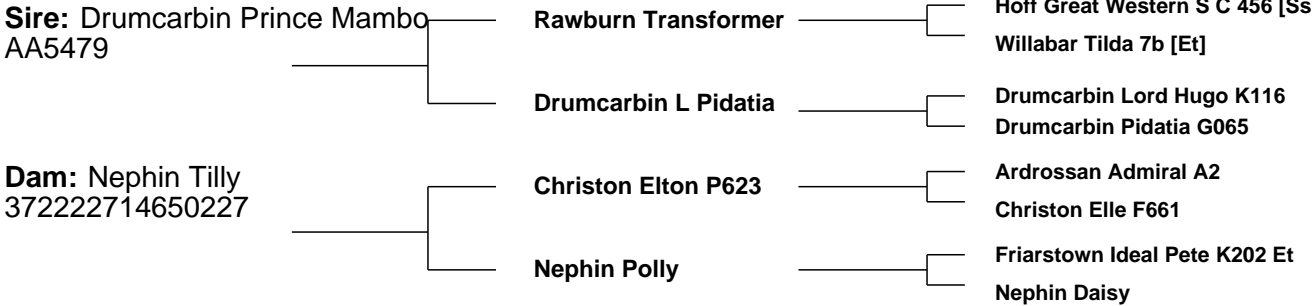 Sire: Drumcarbin Prince Mambo
AA5479
Rawburn Transformer
Hoff Great Western S C 456 [Ss
Willabar Tilda 7b [Et]
Drumcarbin L Pidatia
Drumcarbin Lord Hugo K116
Drumcarbin Pidatia G065
Dam: Nephin Tilly
372222714650227
Christon Elton P623
Ardrossan Admiral A2
Christon Elle F661
Nephin Polly
Friarstown Ideal Pete K202 Et
Nephin Daisy